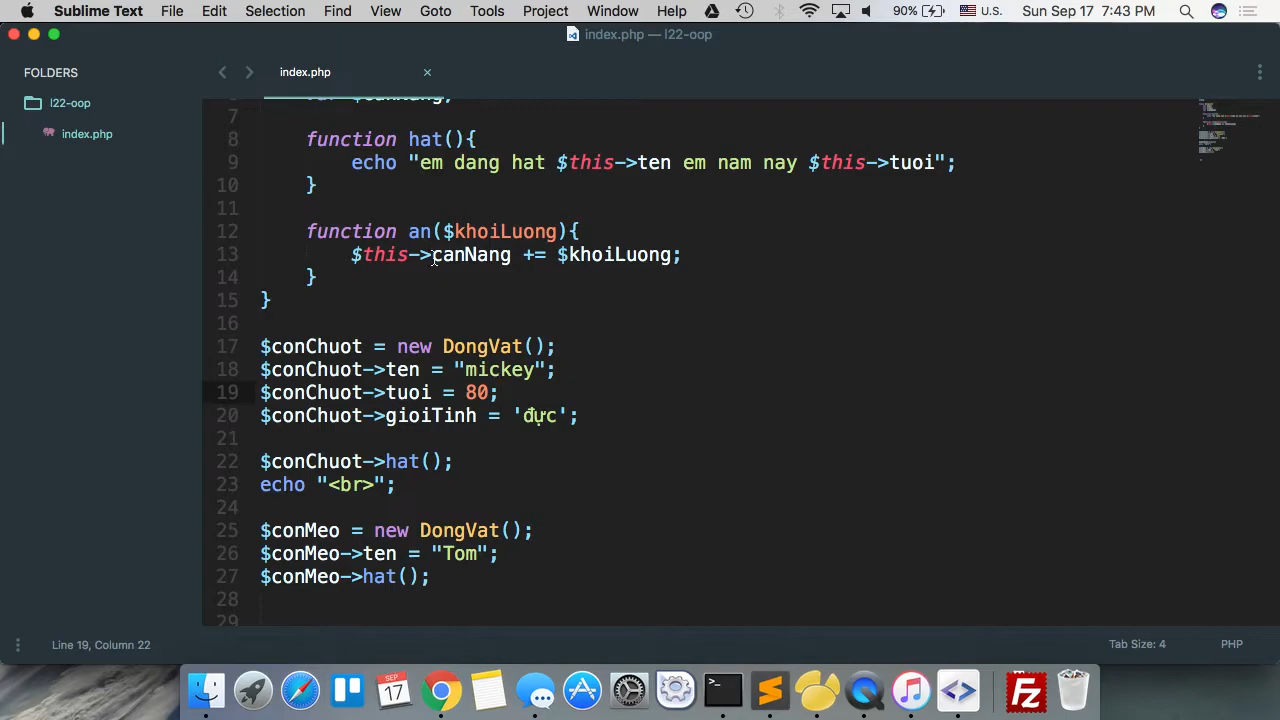 Sublime Text File Edit Selection Find View Goto Tools Project Window Help 90% U.S. Sun Sep 17 7:43 PM
index.php — l22-oop
FOLDERS
index.php
l22-oop
index.php
7
8 function hat(){
9 echo "em dang hat $this->ten em nam nay $this->tuoi";
10 }
11
12 function an($khoiLuong){
13 $this->canNang += $khoiLuong;
14 }
15 }
16
17 $conChuot = new DongVat();
18 $conChuot->ten = "mickey";
19 $conChuot->tuoi = 80;
20 $conChuot->gioiTinh = 'đực';
21
22 $conChuot->hat();
23 echo "<br>";
24
25 $conMeo = new DongVat();
26 $conMeo->ten = "Tom";
27 $conMeo->hat();
28
29
Line 19, Column 22 Tab Size: 4 PHP
SEP
17
>_
Fz